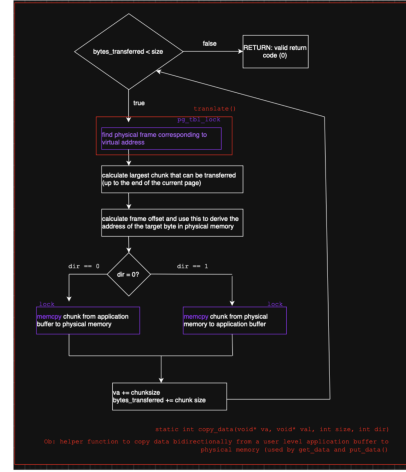 bytes_transferred < size
false
RETURN: valid return
code (0)
true
translate()
pg_tbl_lock
find physical frame corresponding to
virtual address
calculate largest chunk that can be transferred
(up to the end of the current page)
calculate frame offset and use this to derive the
address of the target byte in physical memory
dir == 0
dir = 0?
dir == 1
lock
memcpy chunk from application
buffer to physical memory
lock
memcpy chunk from physical
memory to application buffer
va += chunksize
bytes_transferred += chunk size
static int copy_data(void* va, void* val, int size, int dir)
(b: helper function to copy data bidirectionally from a user level application buffer to
physical memory (used by get_data and put_data()